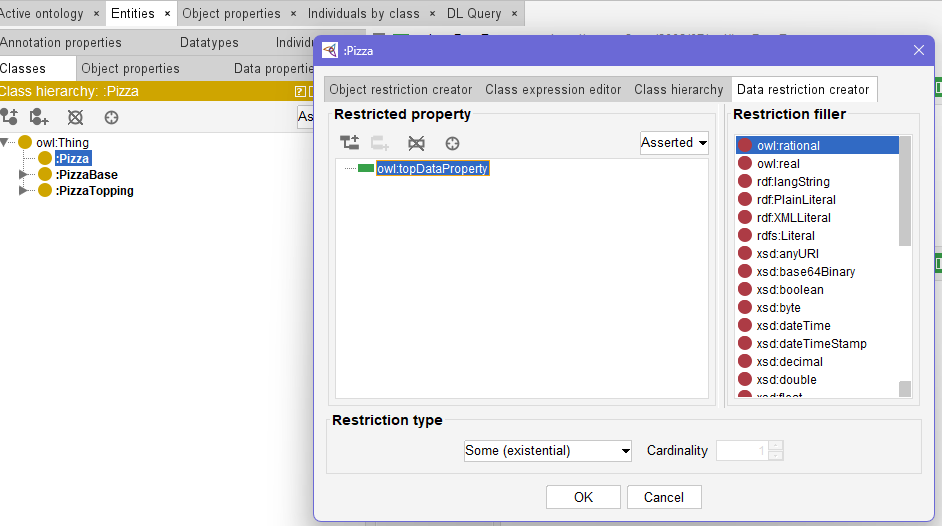 Active ontology × Entities × Object properties × Individuals by class × DL Query ×
Annotation properties Datatypes
Classes Object properties
Class hierarchy: :Pizza
owl:Thing
:Pizza
:PizzaBase
:PizzaTopping
:Pizza
Object restriction creator Class expression editor Class hierarchy Data restriction creator
Restricted property
Asserted
owl:topDataProperty
Restriction filler
owl:rational
owl:real
rdf:langString
rdf:PlainLiteral
rdf:XMLLiteral
rdfs:Literal
xsd:anyURI
xsd:base64Binary
xsd:boolean
xsd:byte
xsd:dateTime
xsd:dateTimeStamp
xsd:decimal
xsd:double
xsd:float
Restriction type
Some (existential) Cardinality 1
OK Cancel